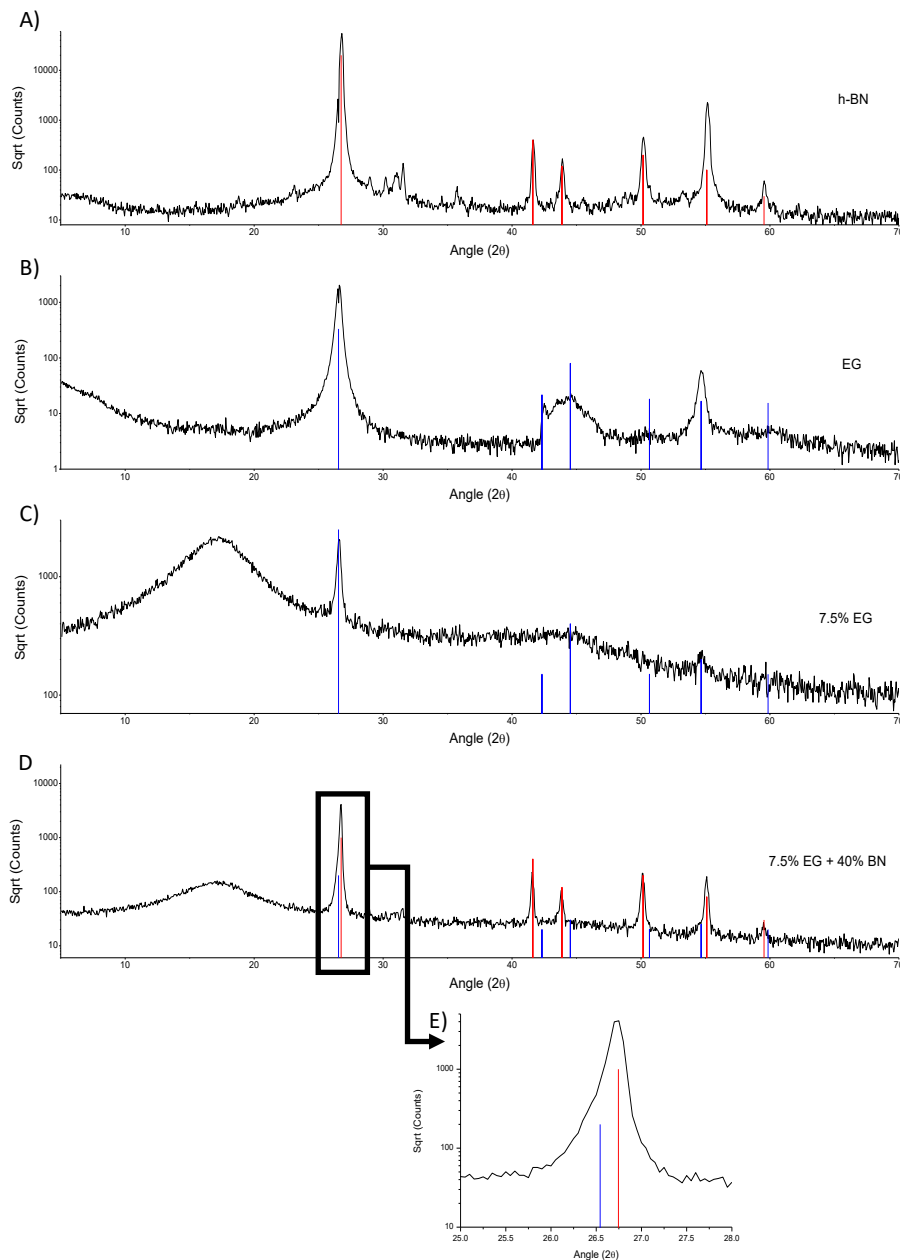 A)
10000
1000
100
10
Sqrt (Counts)
h-BN
10 20 30 40 50 60 70
Angle (2θ)
B)
1000
100
10
1
Sqrt (Counts)
EG
10 20 30 40 50 60 70
Angle (2θ)
C)
1000
100
Sqrt (Counts)
7.5% EG
10 20 30 40 50 60 70
Angle (2θ)
D
10000
1000
100
10
Sqrt (Counts)
7.5% EG + 40% BN
10 20 30 40 50 60 70
Angle (2θ)
E)
1000
100
10
Sqrt (Counts)
25.0 25.5 26.0 26.5 27.0 27.5 28.0
Angle (2θ)